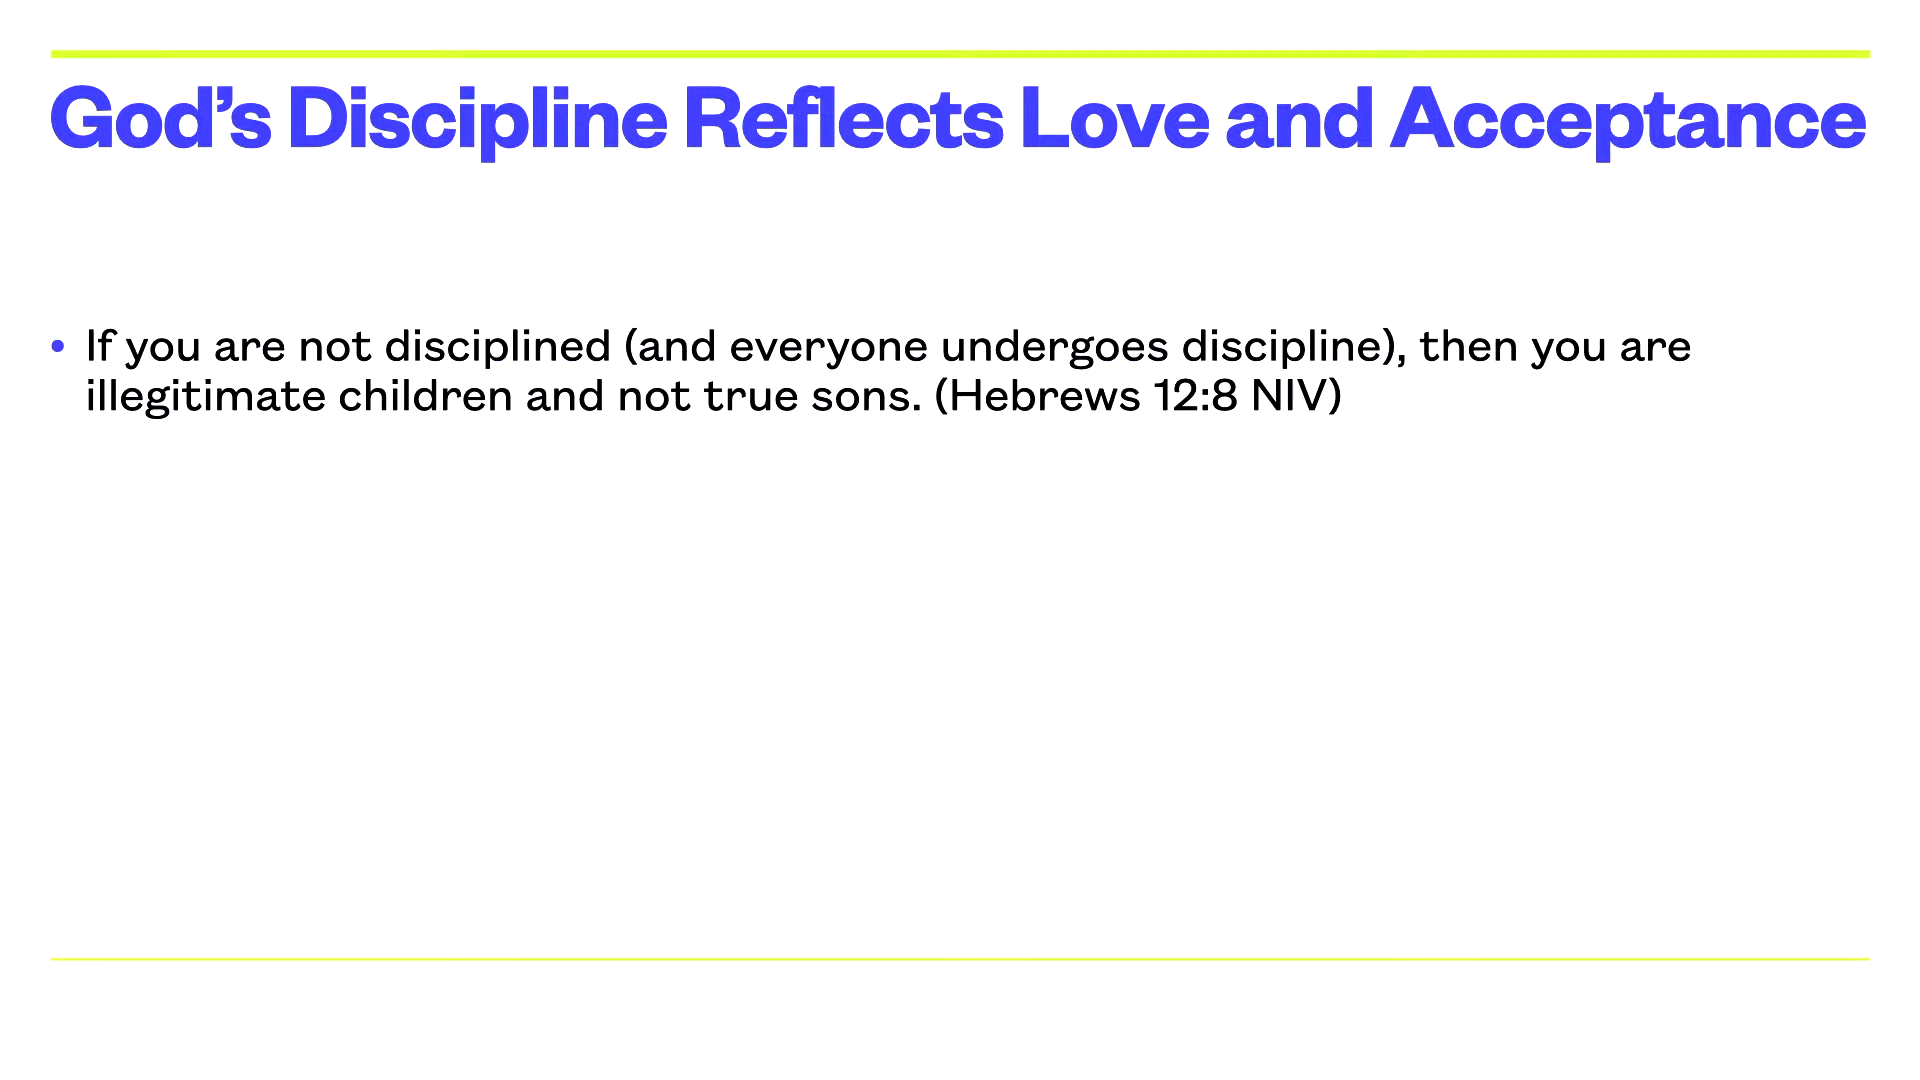 God’s Discipline Reflects Love and Acceptance
• If you are not disciplined (and everyone undergoes discipline), then you are
illegitimate children and not true sons. (Hebrews 12:8 NIV)